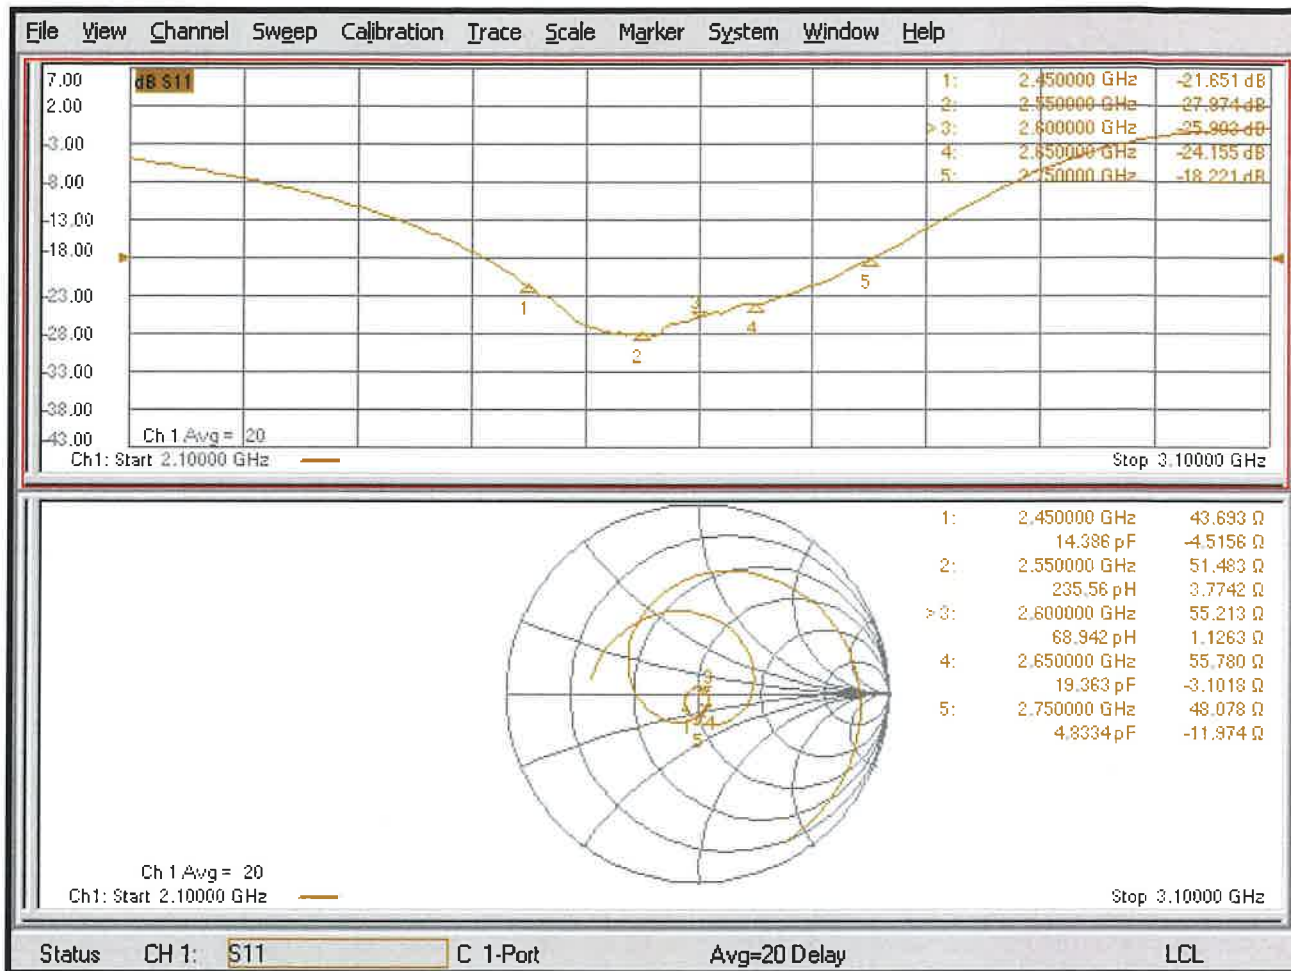 File View Channel Sweep Calibration Trace Scale Marker System Window Help
7.00
2.00
-3.00
-8.00
-13.00
-18.00
-23.00
-28.00
-33.00
-38.00
-43.00
dB S11
1: 2.450000 GHz -21.651 dB
2: 2.550000 GHz -27.974 dB
> 3: 2.600000 GHz -25.903 dB
4: 2.650000 GHz -24.155 dB
5: 2.750000 GHz -18.221 dB
1
2
3
4
5
Ch 1 Avg = 20
Ch1: Start 2.10000 GHz
Stop 3.10000 GHz
1: 2.450000 GHz 43.693 Ω
14.386 pF -4.5156 Ω
2: 2.550000 GHz 51.483 Ω
235.56 pH 3.7742 Ω
> 3: 2.600000 GHz 55.213 Ω
68.942 pH 1.1263 Ω
4: 2.650000 GHz 55.780 Ω
19.363 pF -3.1018 Ω
5: 2.750000 GHz 48.078 Ω
4.8334 pF -11.974 Ω
3
4
5
Ch 1 Avg = 20
Ch1: Start 2.10000 GHz
Stop 3.10000 GHz
Status CH 1: S11 C 1-Port Avg=20 Delay LCL